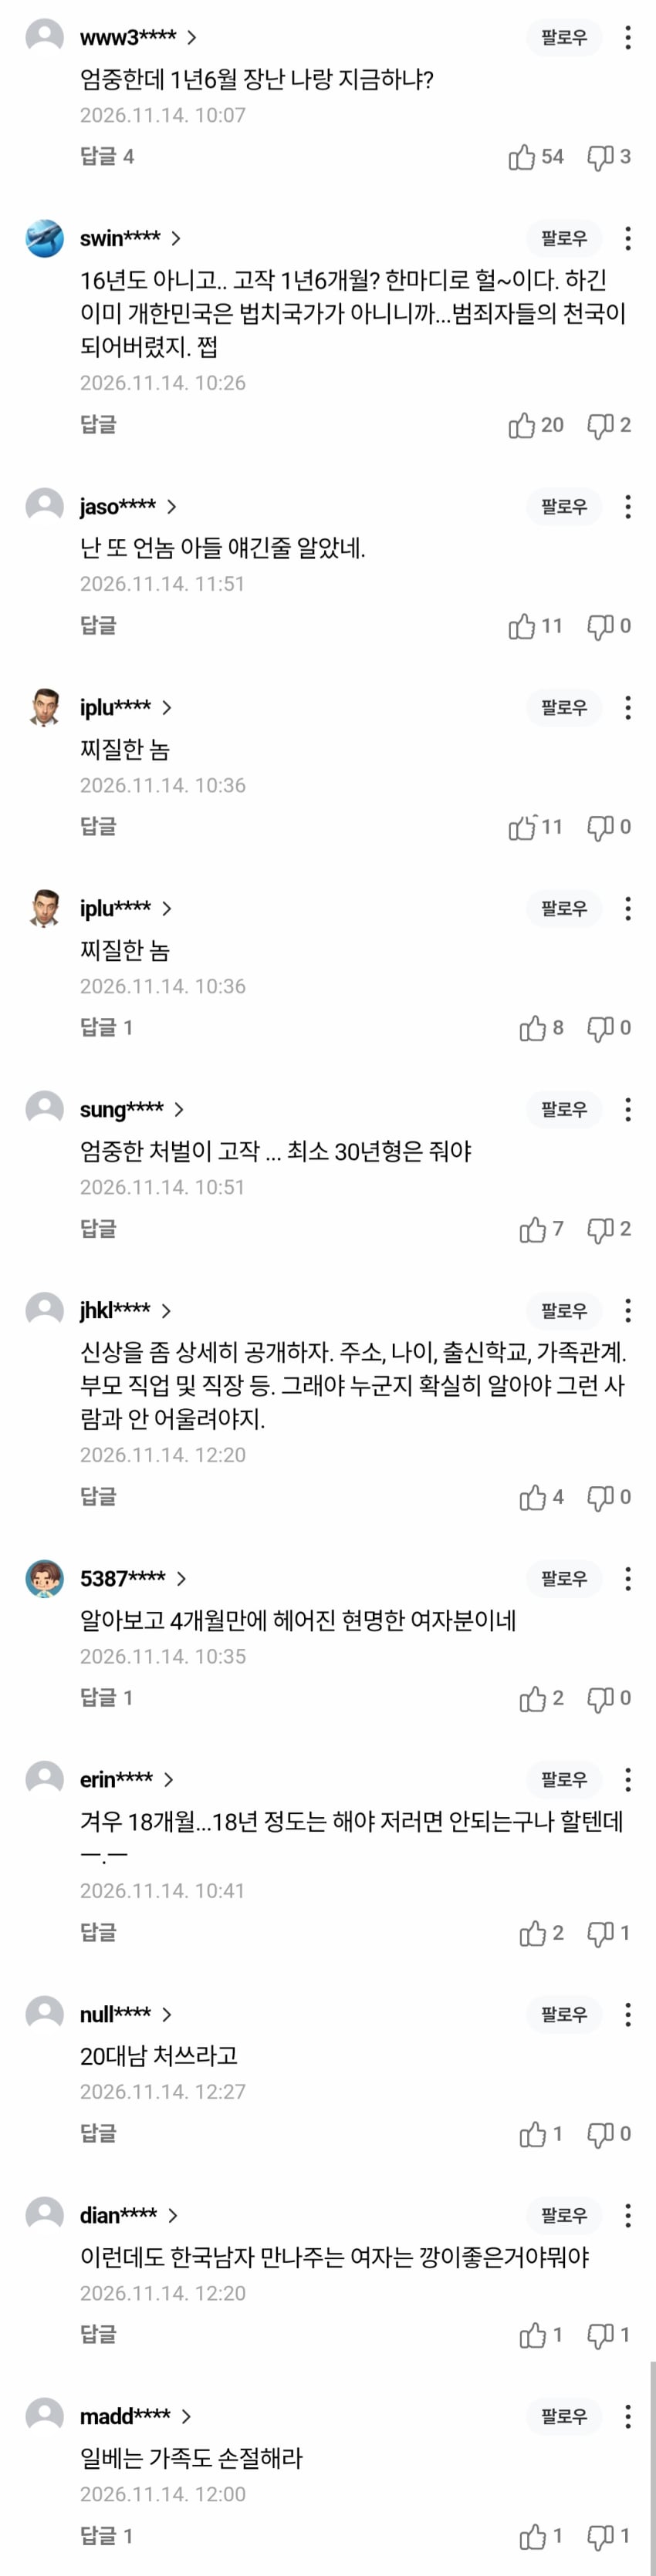 www3**** >
팔로우
엄중한데 1년6월 장난 나랑 지금하냐?
2026.11.14. 10:07
답글 4
54 3
swin**** >
팔로우
16년도 아니고.. 고작 1년6개월? 한마디로 헐~이다. 하긴
이미 개한민국은 법치국가가 아니니까...범죄자들의 천국이
되어버렸지. 쩝
2026.11.14. 10:26
답글
20 2
jaso**** >
팔로우
난 또 언놈 아들 얘긴줄 알았네.
2026.11.14. 11:51
답글
11 0
iplu**** >
팔로우
찌질한 놈
2026.11.14. 10:36
답글
11 0
iplu**** >
팔로우
찌질한 놈
2026.11.14. 10:36
답글 1
8 0
sung**** >
팔로우
엄중한 처벌이 고작 ... 최소 30년형은 줘야
2026.11.14. 10:51
답글
7 2
jhkl**** >
팔로우
신상을 좀 상세히 공개하자. 주소, 나이, 출신학교, 가족관계.
부모 직업 및 직장 등. 그래야 누군지 확실히 알아야 그런 사
람과 안 어울려야지.
2026.11.14. 12:20
답글
4 0
5387**** >
팔로우
알아보고 4개월만에 헤어진 현명한 여자분이네
2026.11.14. 10:35
답글 1
2 0
erin**** >
팔로우
겨우 18개월...18년 정도는 해야 저러면 안되는구나 할텐데
ㅡ.ㅡ
2026.11.14. 10:41
답글
2 1
null**** >
팔로우
20대남 처쓰라고
2026.11.14. 12:27
답글
1 0
dian**** >
팔로우
이런데도 한국남자 만나주는 여자는 깡이좋은거야뭐야
2026.11.14. 12:20
답글
1 1
madd**** >
팔로우
일베는 가족도 손절해라
2026.11.14. 12:00
답글 1
1 1